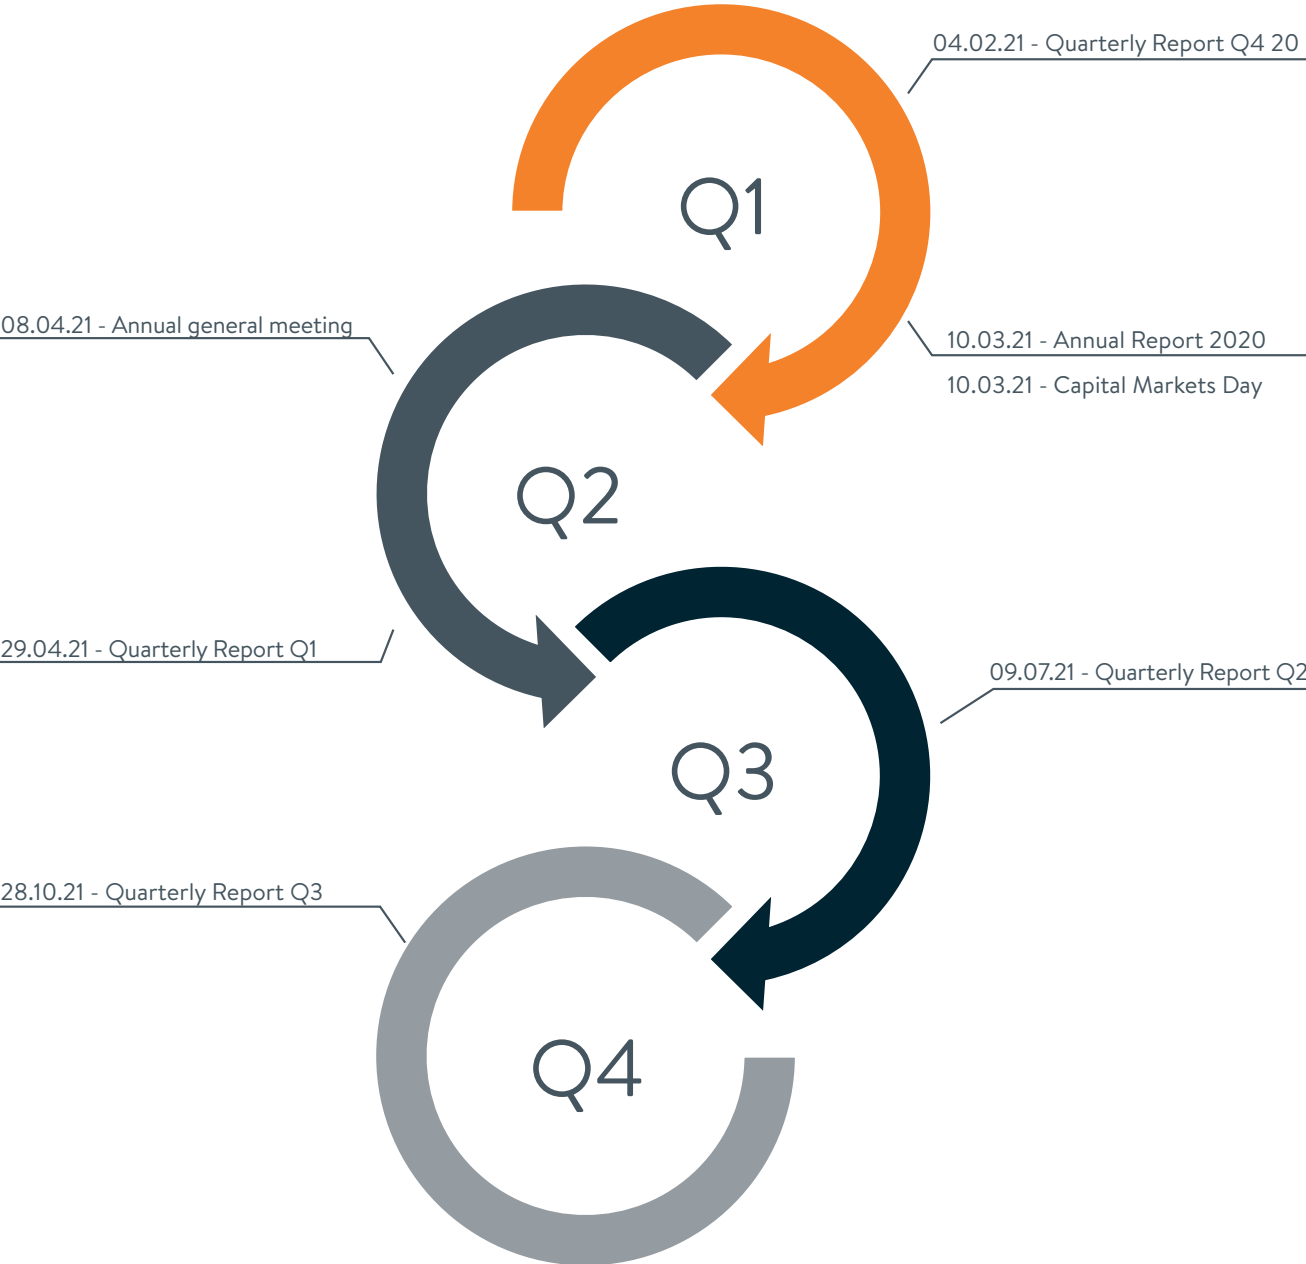 04.02.21 - Quarterly Report Q4 20
Q1
08.04.21 - Annual general meeting
10.03.21 - Annual Report 2020
10.03.21 - Capital Markets Day
Q2
29.04.21 - Quarterly Report Q1
09.07.21 - Quarterly Report Q2
Q3
28.10.21 - Quarterly Report Q3
Q4